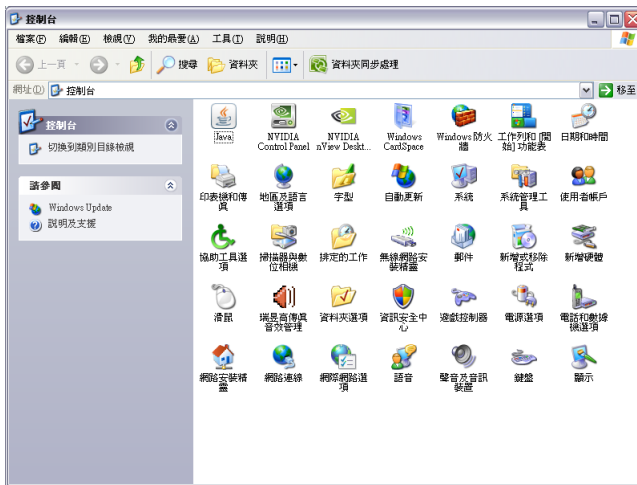 控制台
檔案(F) 編輯(E) 檢視(V) 我的最愛(A) 工具(T) 說明(H)
上一頁 搜尋 資料夾 資料夾同步處理
網址(D) 控制台 移至
控制台
切換到類別目錄檢視
請參閱
Windows Update
說明及支援
Java
NVIDIA
Control Panel
NVIDIA
nView Deskt...
Windows
CardSpace
Windows 防火
牆
工作列和 [開
始] 功能表
日期和時間
印表機和傳
真
地區及語言
選項
字型
自動更新
系統
系統管理工
具
使用者帳戶
協助工具選
項
掃描器與數
位相機
排定的工作
無線網路安
裝精靈
郵件
新增或移除
程式
新增硬體
滑鼠
瑞昱高傳真
音效管理
資料夾選項
資訊安全中
心
遊戲控制器
電源選項
電話和數據
機選項
網路安裝精
靈
網路連線
網際網路選
項
語音
聲音及音訊
裝置
鍵盤
顯示